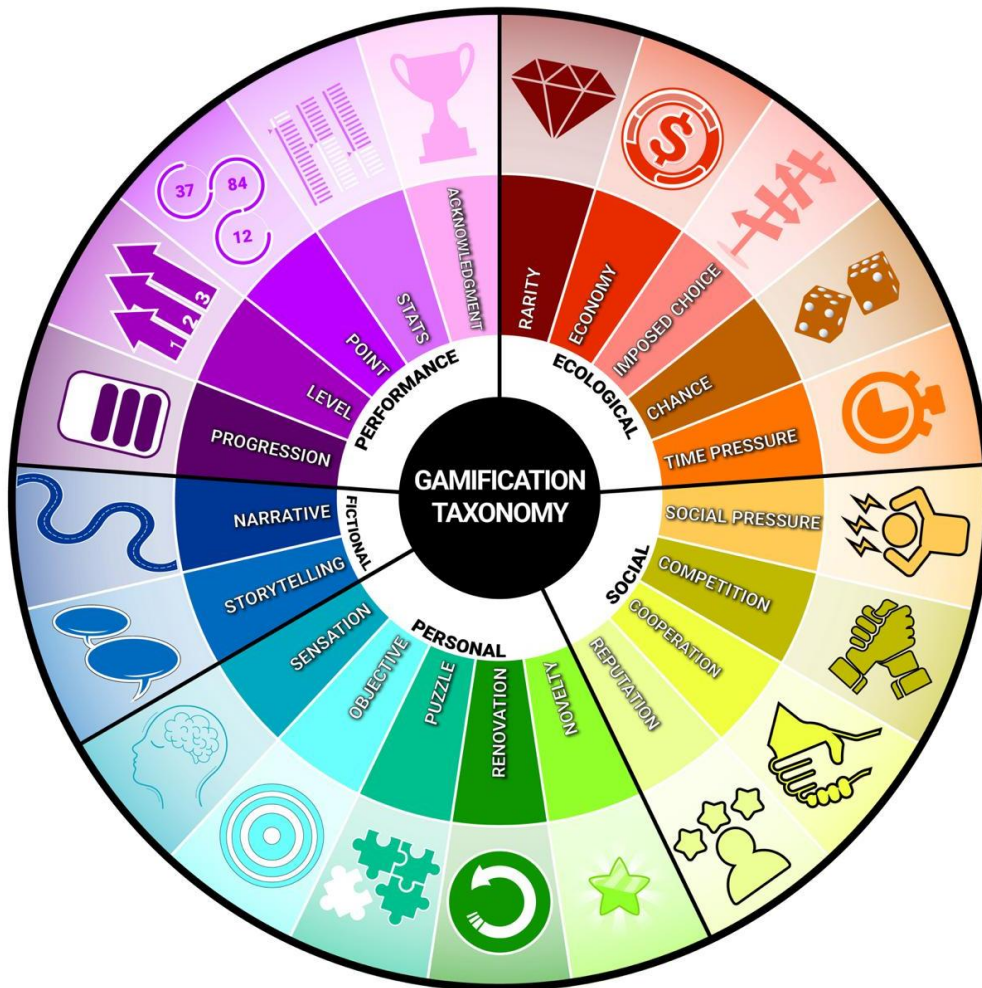 GAMIFICATION
TAXONOMY
PERFORMANCE
ACKNOWLEDGMENT
STATS
POINT
LEVEL
PROGRESSION
37
84
12
1 2 3
ECOLOGICAL
RARITY
$
ECONOMY
IMPOSED CHOICE
CHANCE
TIME PRESSURE
SOCIAL
SOCIAL PRESSURE
COMPETITION
COOPERATION
REPUTATION
PERSONAL
NOVELTY
RENOVATION
PUZZLE
OBJECTIVE
SENSATION
FICTIONAL
STORYTELLING
NARRATIVE